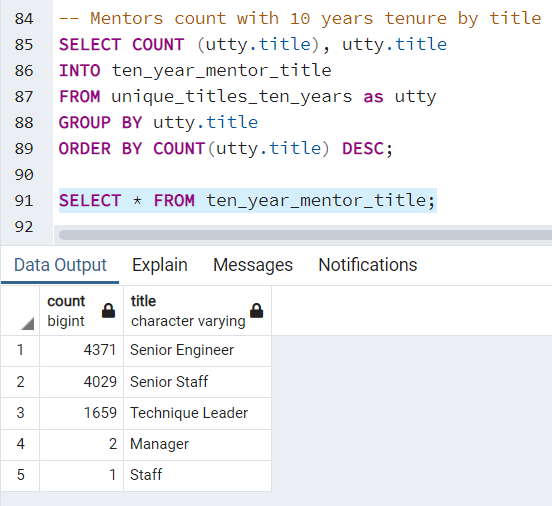 84 -- Mentors count with 10 years tenure by title
85 SELECT COUNT (utty.title), utty.title
86 INTO ten_year_mentor_title
87 FROM unique_titles_ten_years as utty
88 GROUP BY utty.title
89 ORDER BY COUNT(utty.title) DESC;
90
91 SELECT * FROM ten_year_mentor_title;
92
Data Output Explain Messages Notifications
count title
bigint character varying
1 4371 Senior Engineer
2 4029 Senior Staff
3 1659 Technique Leader
4 2 Manager
5 1 Staff